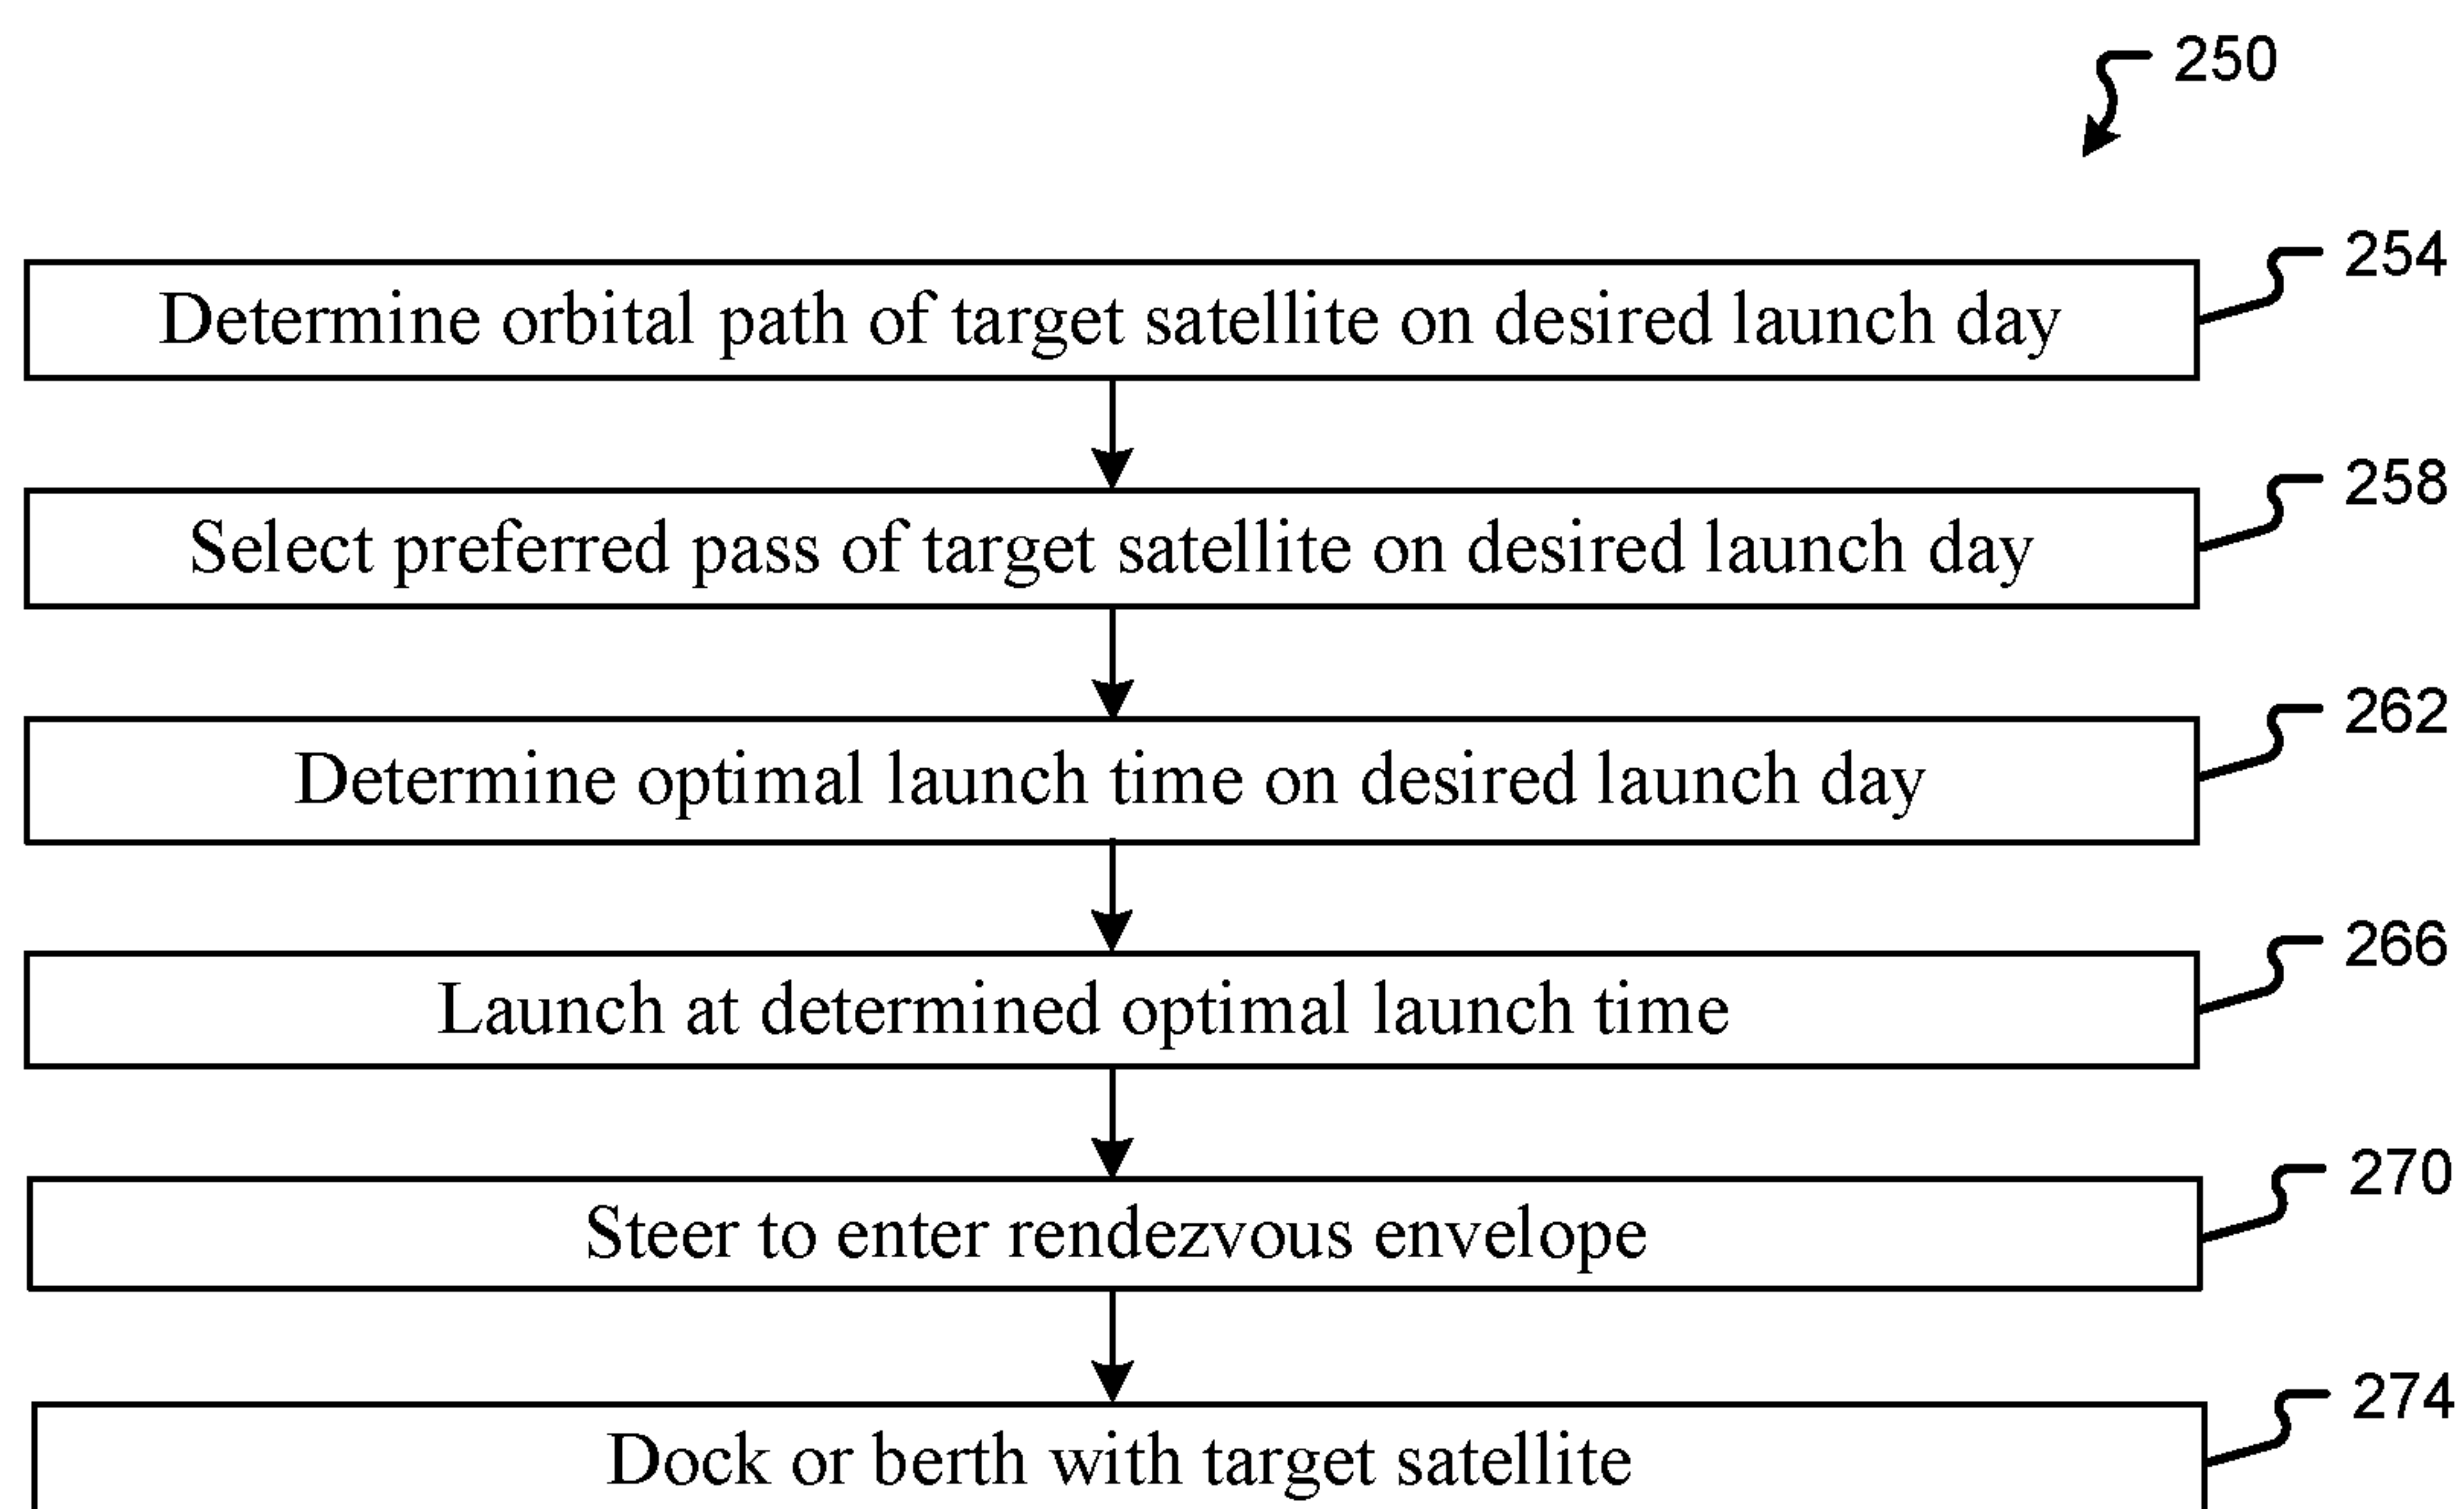 250
Determine orbital path of target satellite on desired launch day
254
Select preferred pass of target satellite on desired launch day
258
Determine optimal launch time on desired launch day
262
Launch at determined optimal launch time
266
Steer to enter rendezvous envelope
270
Dock or berth with target satellite
274